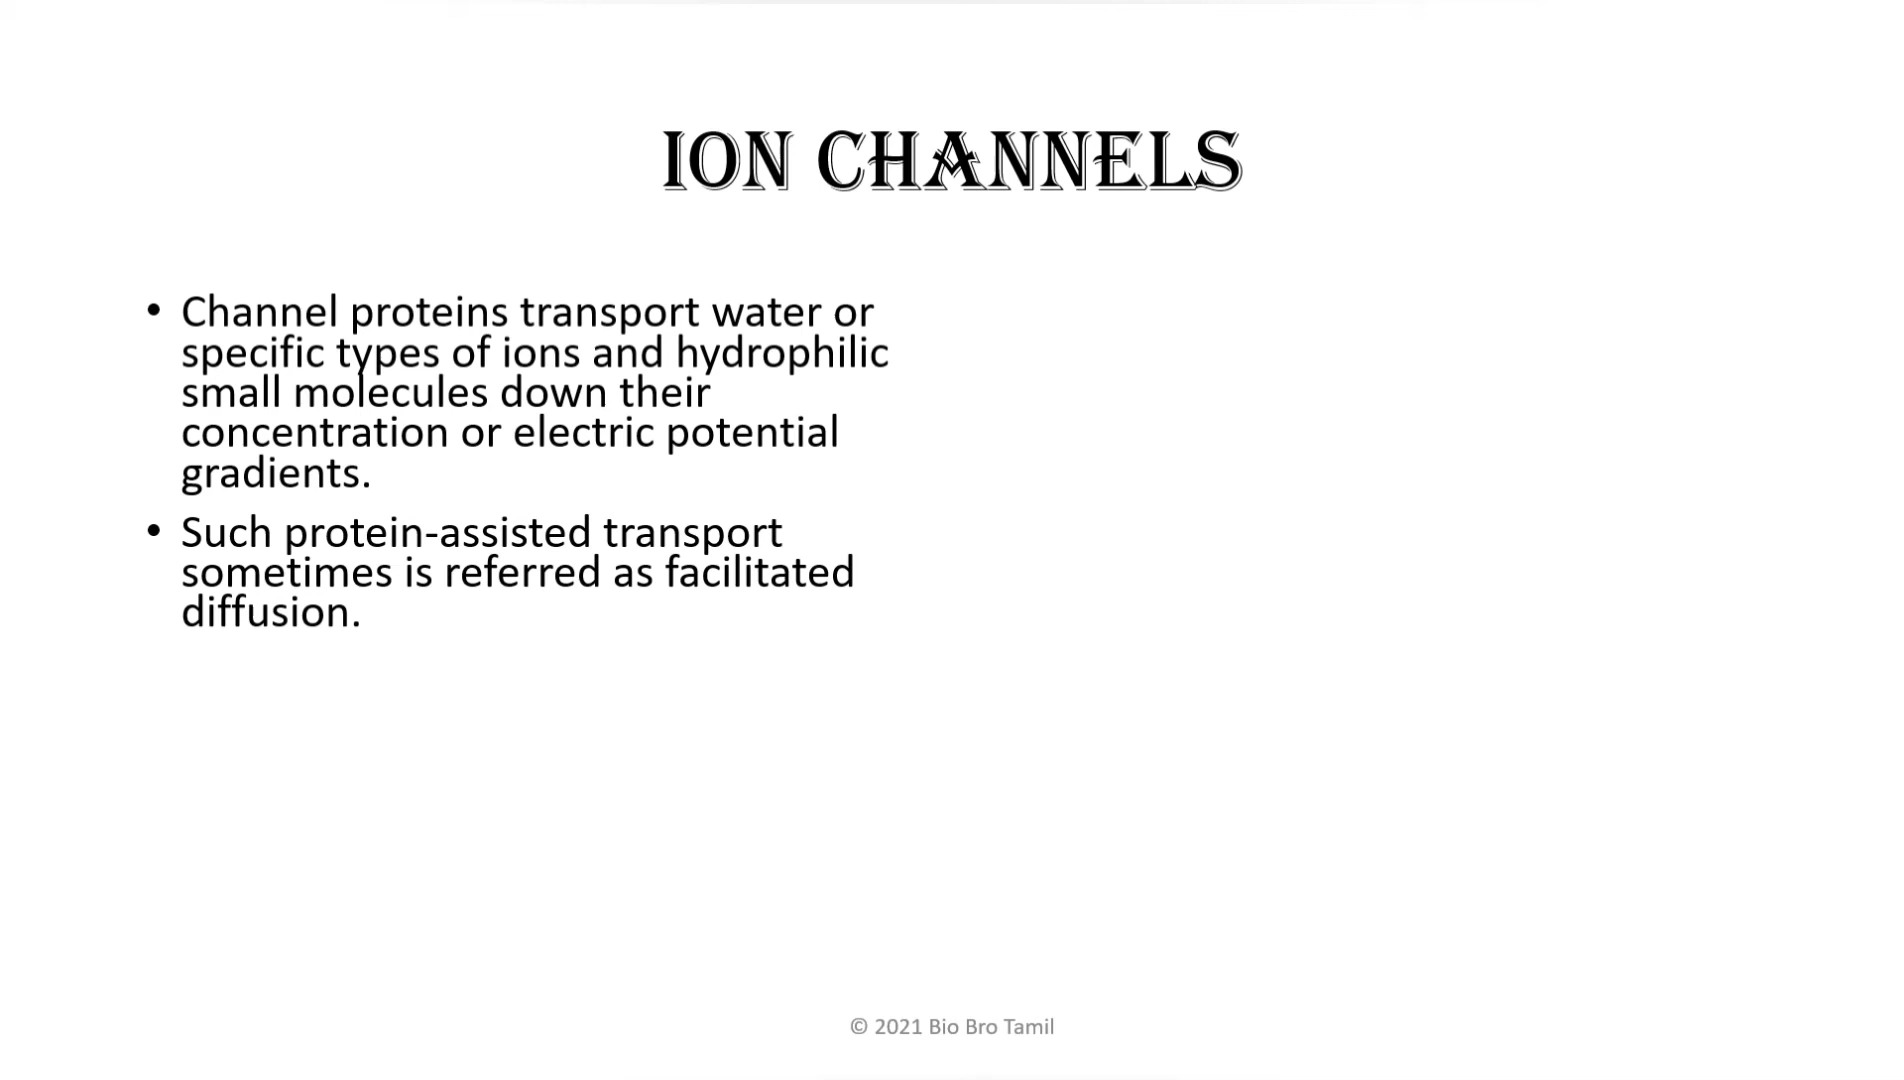 ION CHANNELS
• Channel proteins transport water or
specific types of ions and hydrophilic
small molecules down their
concentration or electric potential
gradients.
• Such protein-assisted transport
sometimes is referred as facilitated
diffusion.
© 2021 Bio Bro Tamil